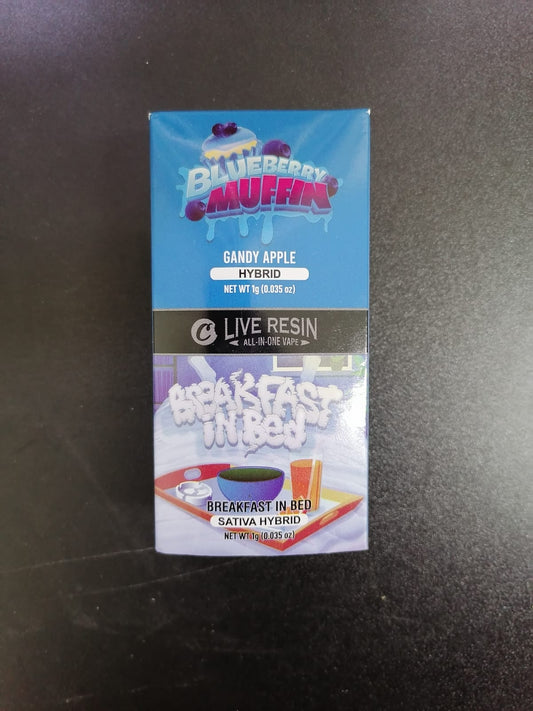 BLUEBERRY
MUFFIN
GANDY APPLE
HYBRID
NET WT 1g (0.035 oz)
C LIVE RESIN
ALL-IN-ONE VAPE
BREAKFAST
IN BED
BREAKFAST IN BED
SATIVA HYBRID
NET WT 1g (0.035 oz)